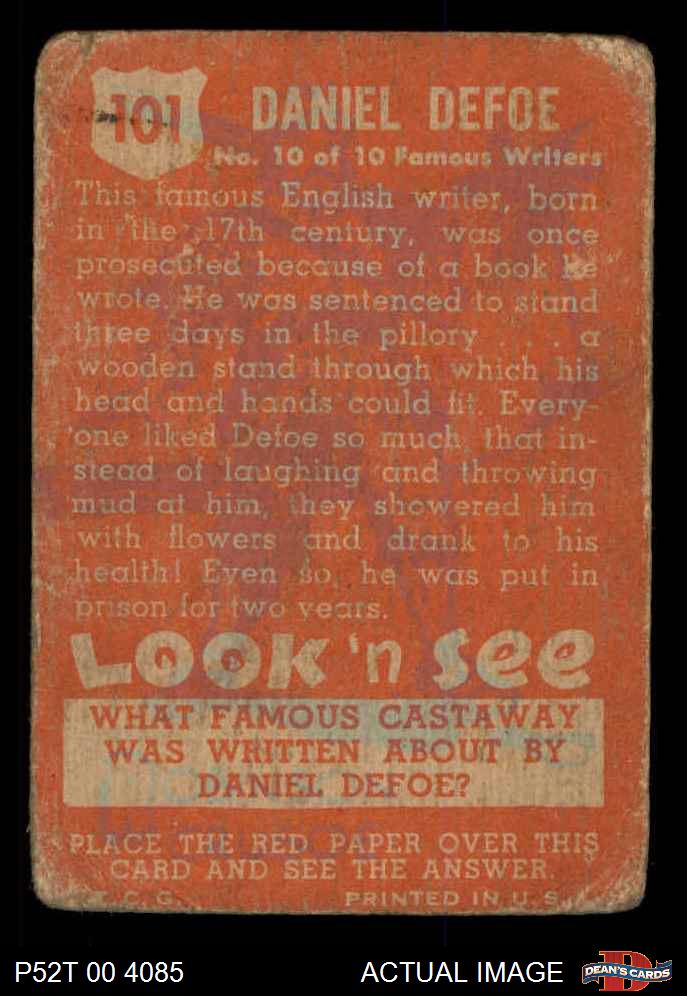 101
DANIEL DEFOE
No. 10 of 10 Famous Writers
This famous English writer, born
in the 17th century, was once
prosecuted because of a book he
wrote. He was sentenced to stand
three days in the pillory . . . a
wooden stand through which his
head and hands could fit. Every-
one liked Defoe so much, that in-
stead of laughing and throwing
mud at him, they showered him
with flowers and drank to his
health! Even so, he was put in
prison for two years.
LOOK 'n See
WHAT FAMOUS CASTAWAY
WAS WRITTEN ABOUT BY
DANIEL DEFOE?
PLACE THE RED PAPER OVER THIS
CARD AND SEE THE ANSWER.
T. C. G. PRINTED IN U. S.
P52T 00 4085 ACTUAL IMAGE
D
DEAN'S CARDS